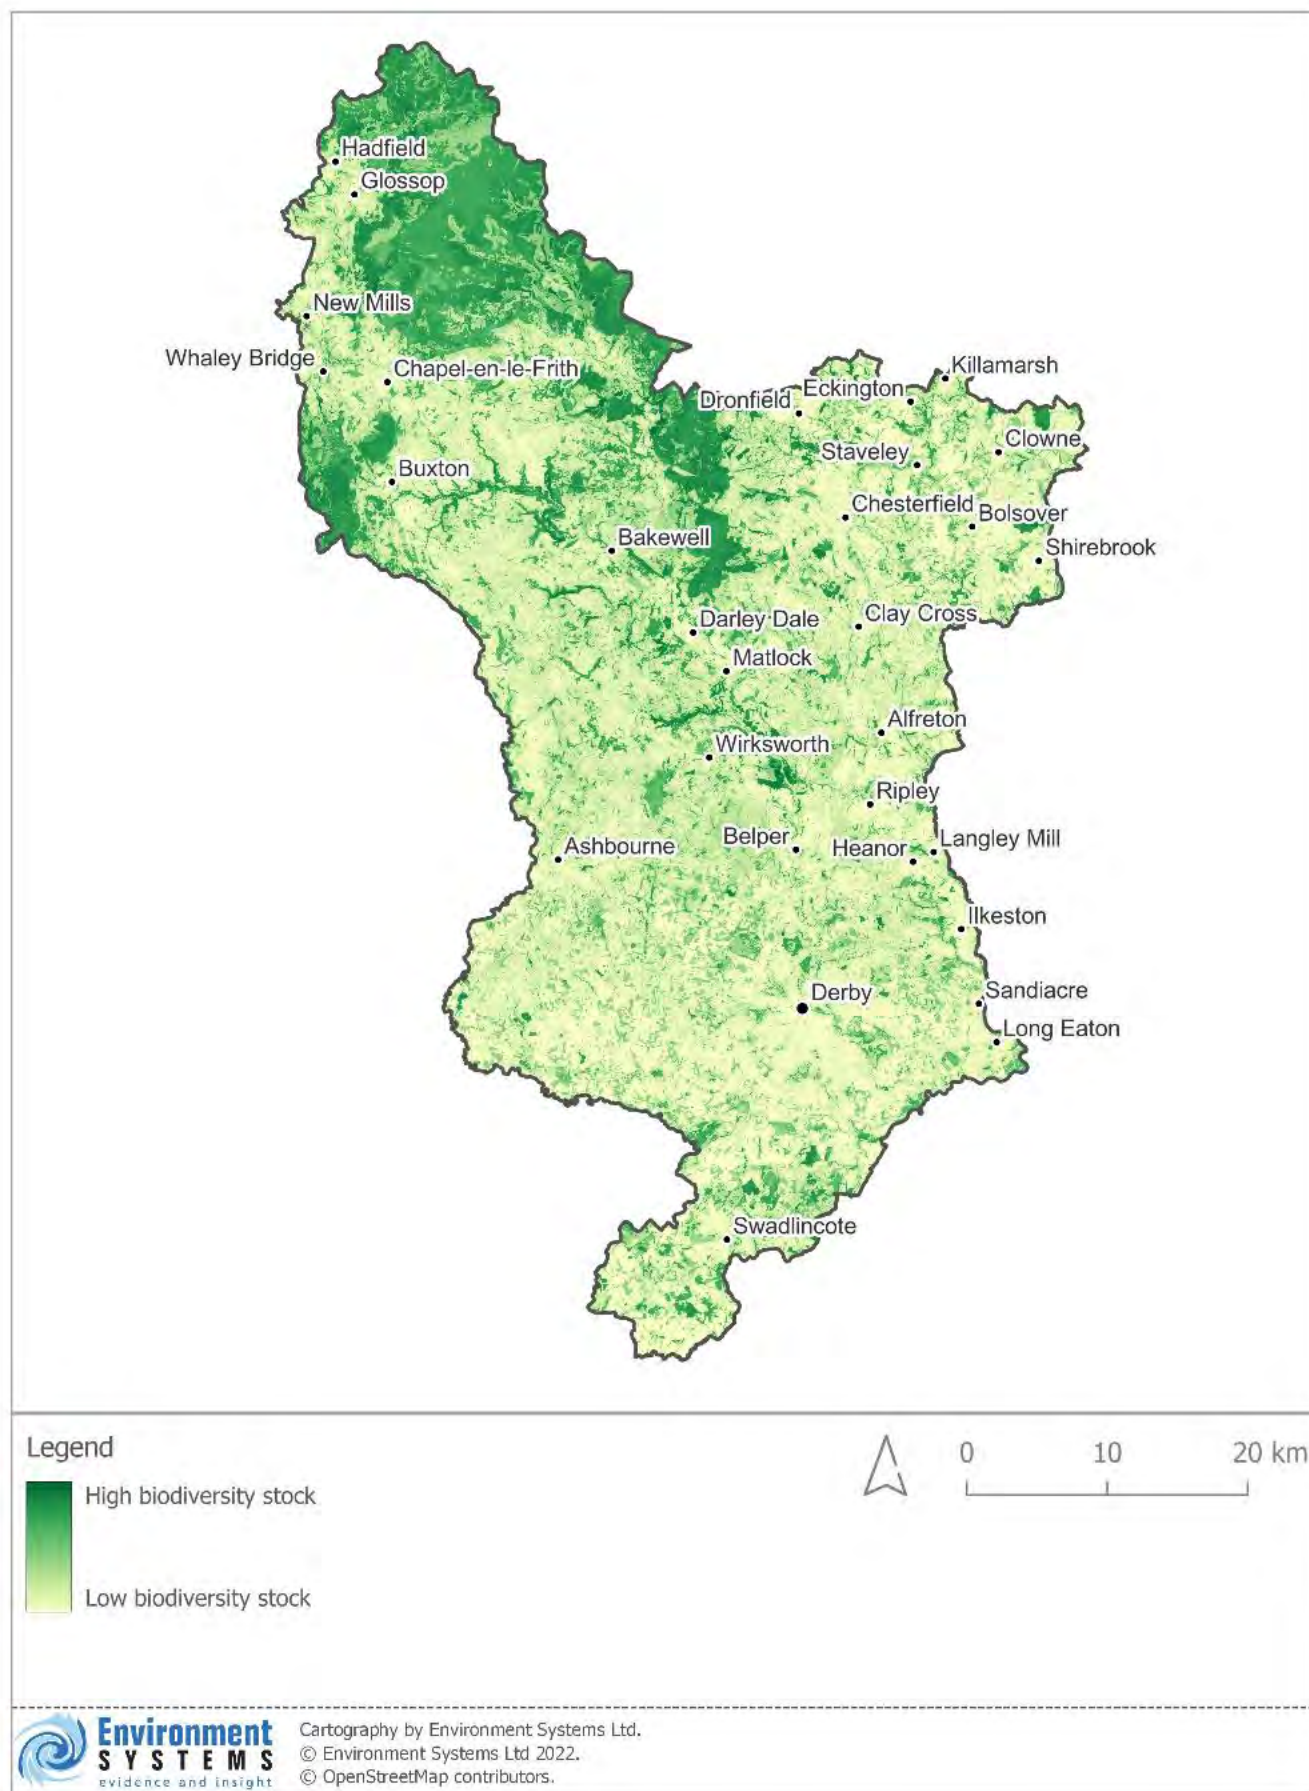 Hadfield
Glossop
New Mills
Whaley Bridge
Chapel-en-le-Frith
Killamarsh
Eckington
Dronfield
Clowne
Staveley
Buxton
Chesterfield
Bolsover
Bakewell
Shirebrook
Darley Dale
Clay Cross
Matlock
Alfreton
Wirksworth
Ripley
Ashbourne
Belper
Heanor
Langley Mill
Ilkeston
Derby
Sandiacre
Long Eaton
Swadlincote
Legend
High biodiversity stock
Low biodiversity stock
0 10 20 km
Environment
SYSTEMS
evidence and insight
Cartography by Environment Systems Ltd.
© Environment Systems Ltd 2022.
© OpenStreetMap contributors.